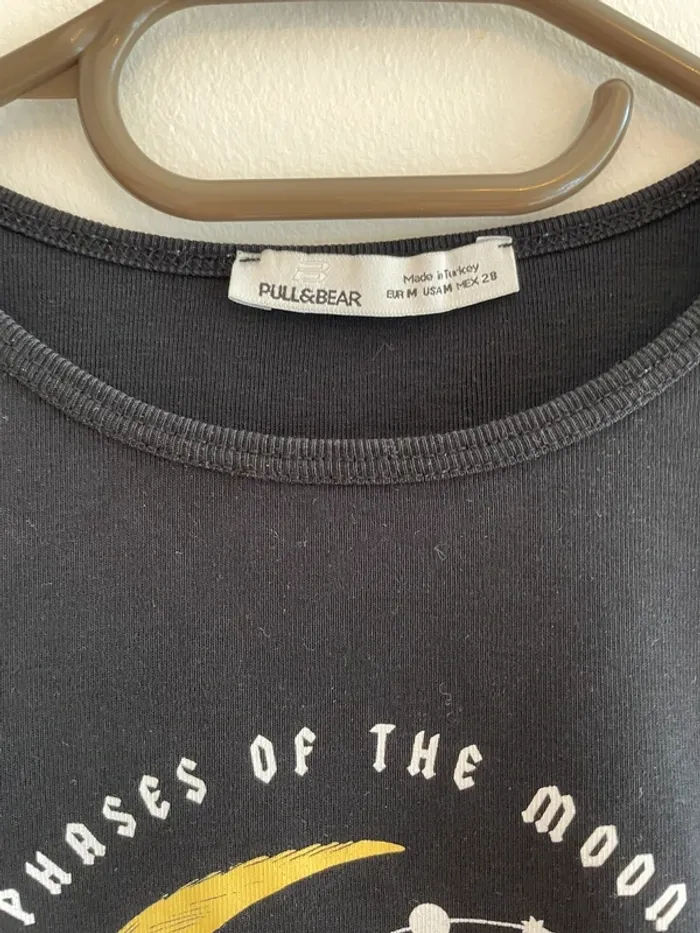 PULL&BEAR
Made in Turkey
EUR M USA M MEX 28
PHASES OF THE MOON